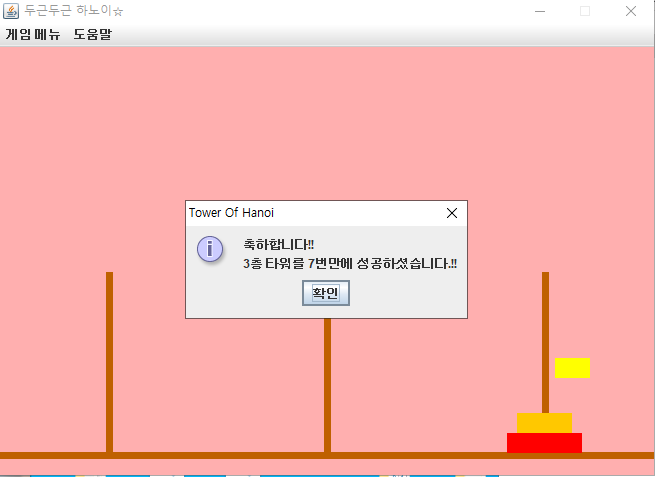 두근두근 하노이☆
게임 메뉴 도움말
Tower Of Hanoi
축하합니다!!
3층 타워를 7번만에 성공하셨습니다.!!
확인